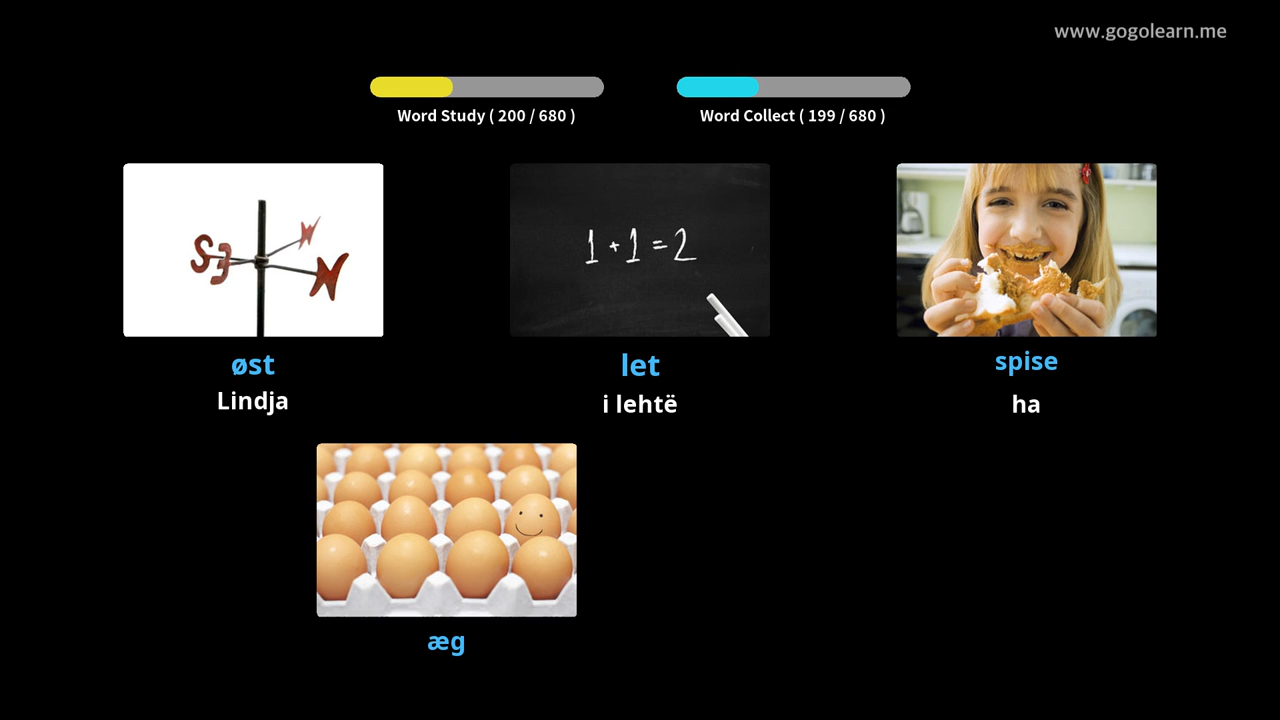 www.gogolearn.me
Word Study ( 200 / 680 )
Word Collect ( 199 / 680 )
S E N W
1 + 1 = 2
øst
let
spise
Lindja
i lehtë
ha
æg